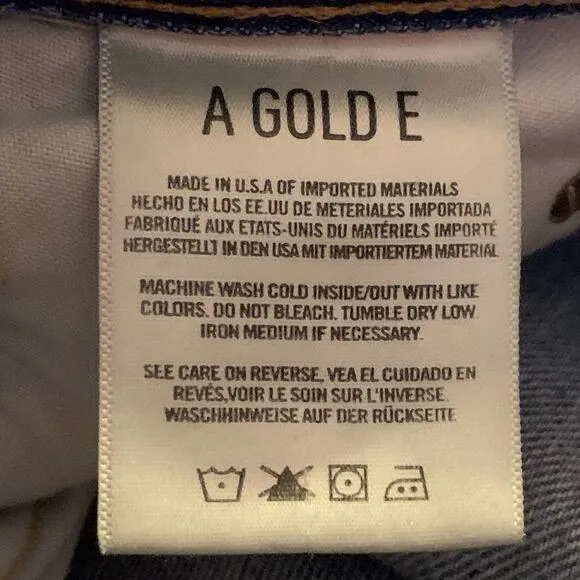 A GOLD E
MADE IN U.S.A OF IMPORTED MATERIALS
HECHO EN LOS EE.UU DE METERIALES IMPORTADA
FABRIQUÉ AUX ETATS-UNIS DU MATÉRIELS IMPORTÉ
HERGESTELLT IN DEN USA MIT IMPORTIERTEM MATERIAL
MACHINE WASH COLD INSIDE/OUT WITH LIKE
COLORS. DO NOT BLEACH. TUMBLE DRY LOW.
IRON MEDIUM IF NECESSARY.
SEE CARE ON REVERSE, VEA EL CUIDADO EN
REVÉS,VOIR LE SOIN SUR L'INVERSE
WASCHHINWEISE AUF DER RÜCKSEITE